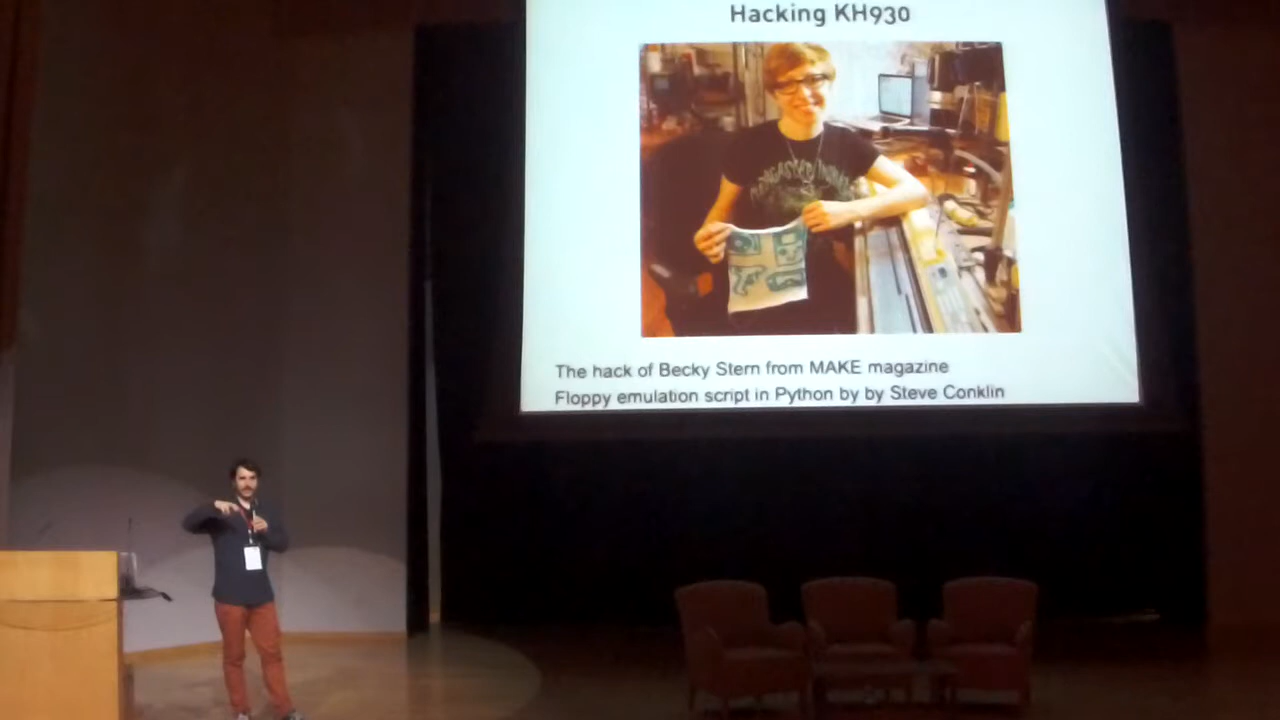 Hacking KH930
The hack of Becky Stern from MAKE magazine
Floppy emulation script in Python by by Steve Conklin